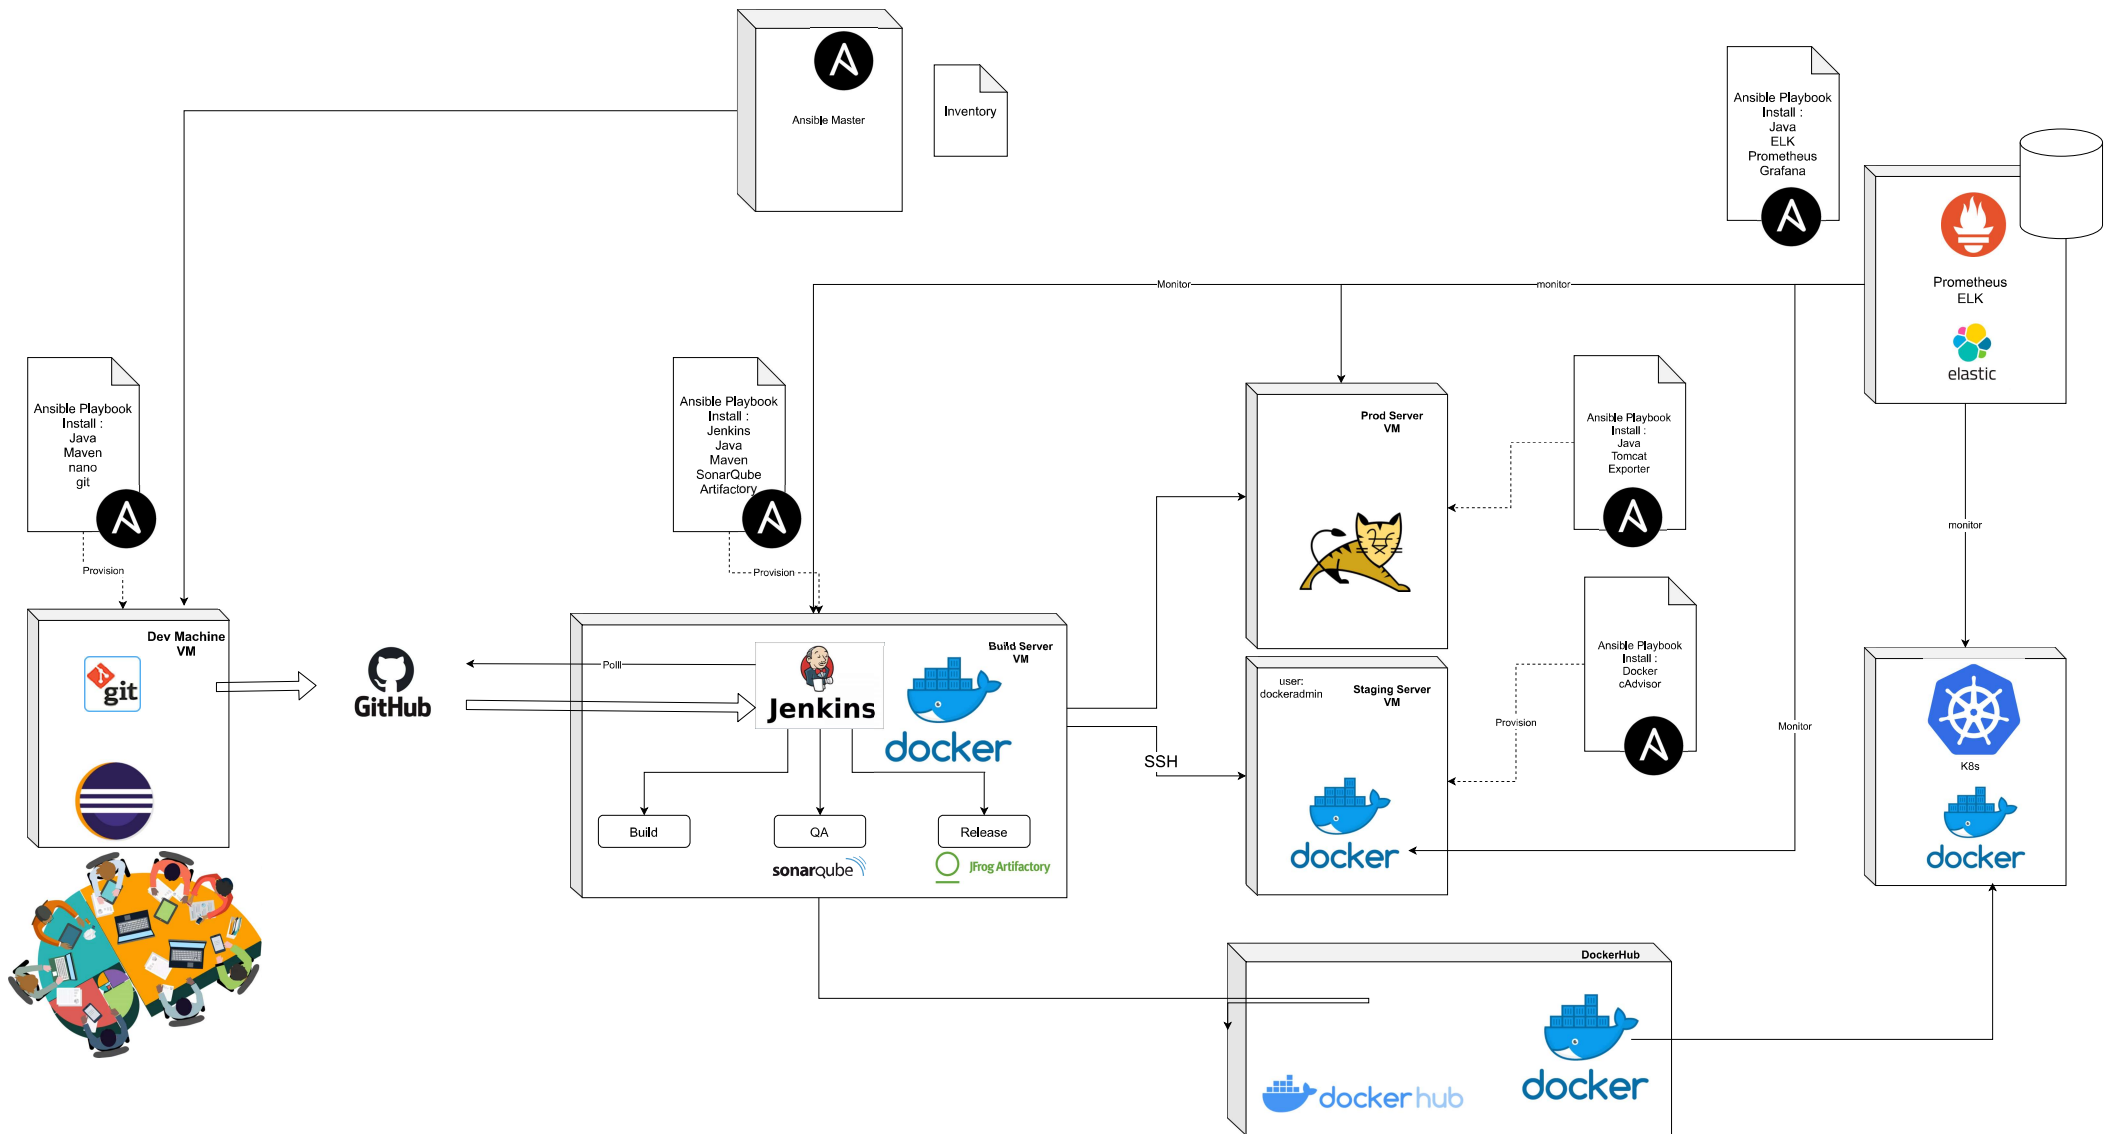 Ansible Master
Inventory
Ansible Playbook
Install :
Java
ELK
Prometheus
Grafana
Prometheus
ELK
elastic
Monitor
monitor
Ansible Playbook
Install :
Java
Maven
nano
git
Provision
Ansible Playbook
Install :
Jenkins
Java
Maven
SonarQube
Artifactory
Provision
Prod Server
VM
Ansible Playbook
Install :
Java
Tomcat
Exporter
monitor
Dev Machine
VM
git
GitHub
Polll
Build Server
VM
Jenkins
docker
Build
QA
Release
sonarqube
JFrog Artifactory
SSH
user:
dockeradmin
Staging Server
VM
docker
Provision
Ansible Playbook
Install :
Docker
cAdvisor
Monitor
K8s
docker
DockerHub
docker hub
docker